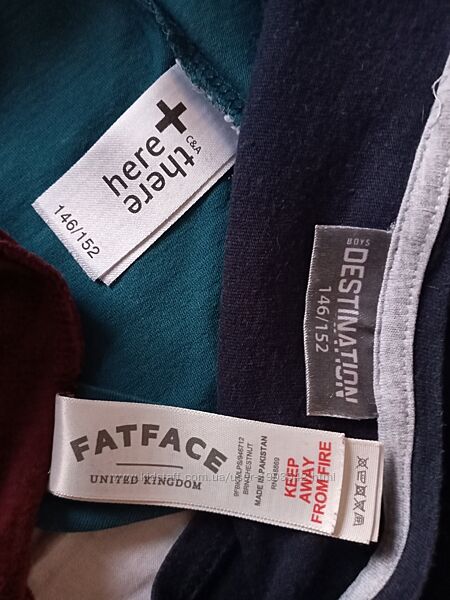 here
+
there
C&A
146/152
BOYS
DESTINATION
146/152
FATFACE
UNITED KINGDOM
MADE IN PAKISTAN
KEEP
AWAY
FROM FIRE